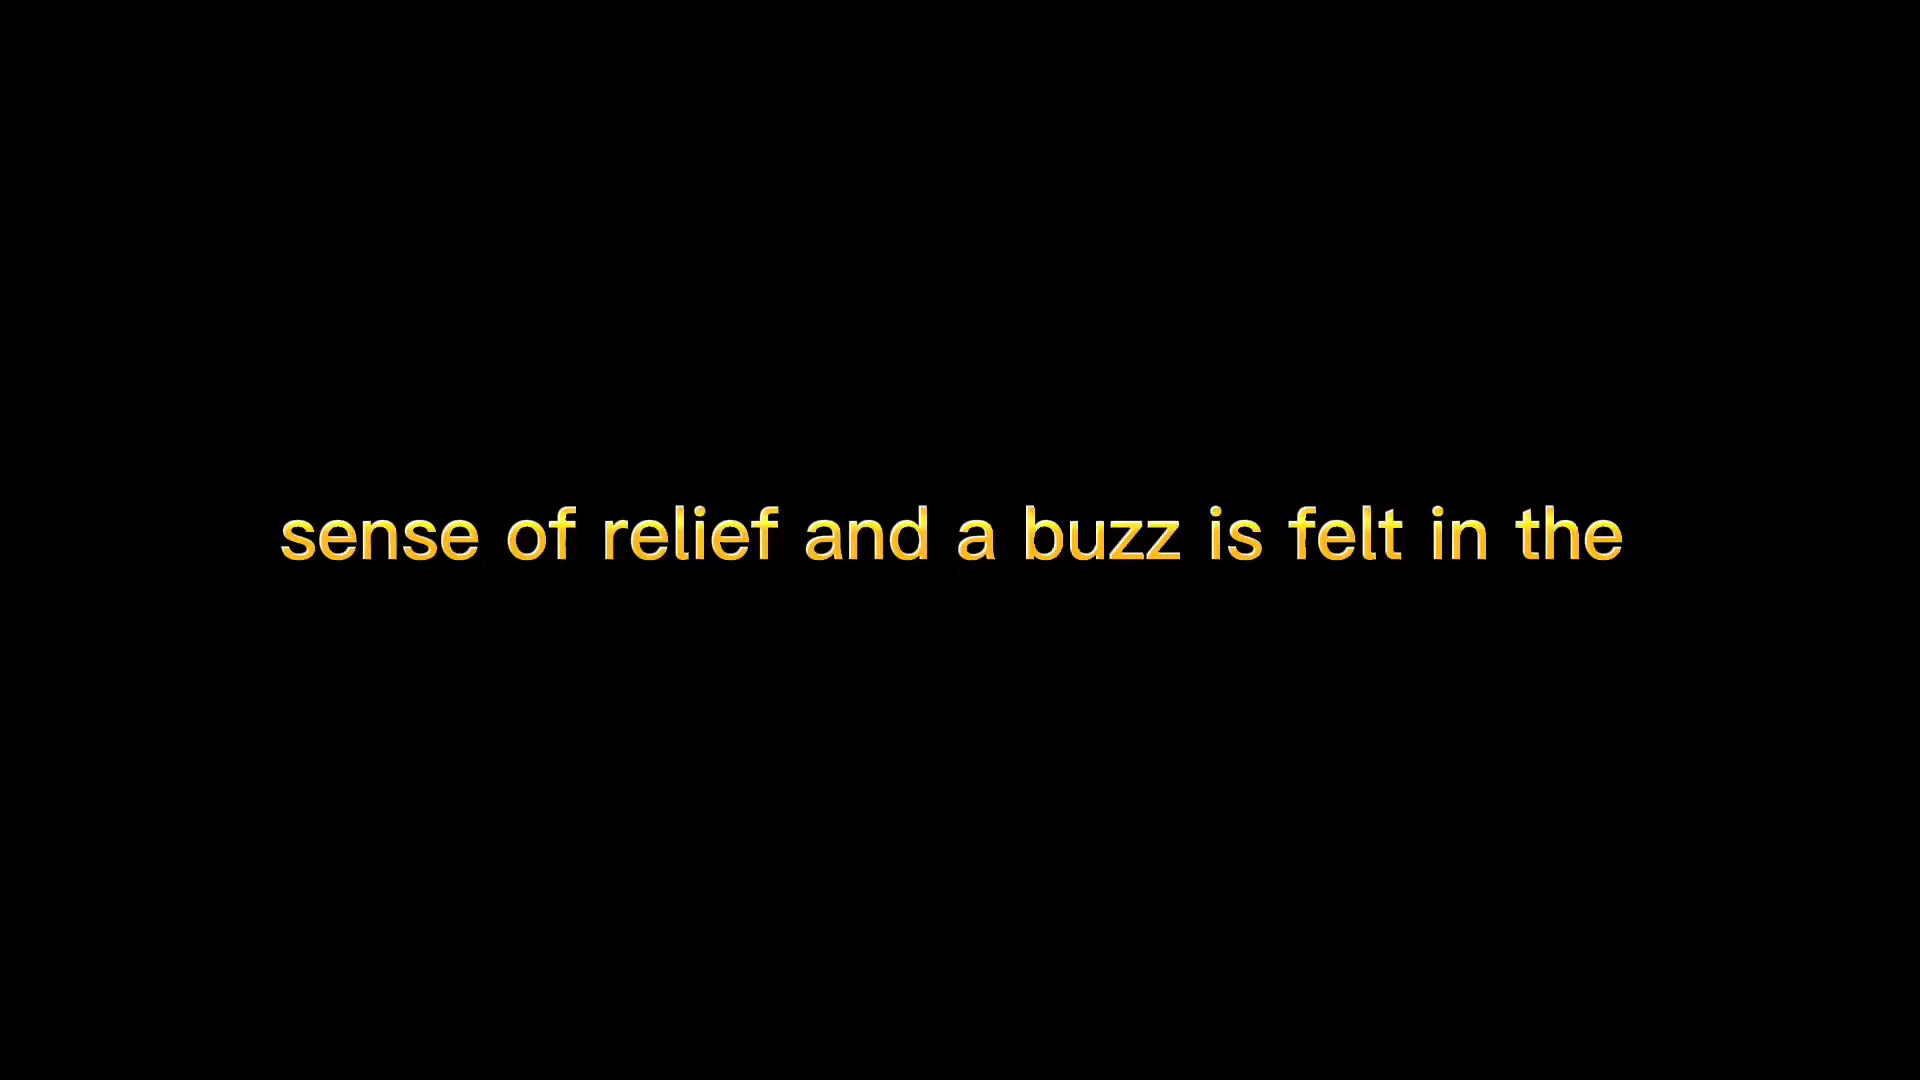 sense of relief and a buzz is felt in the